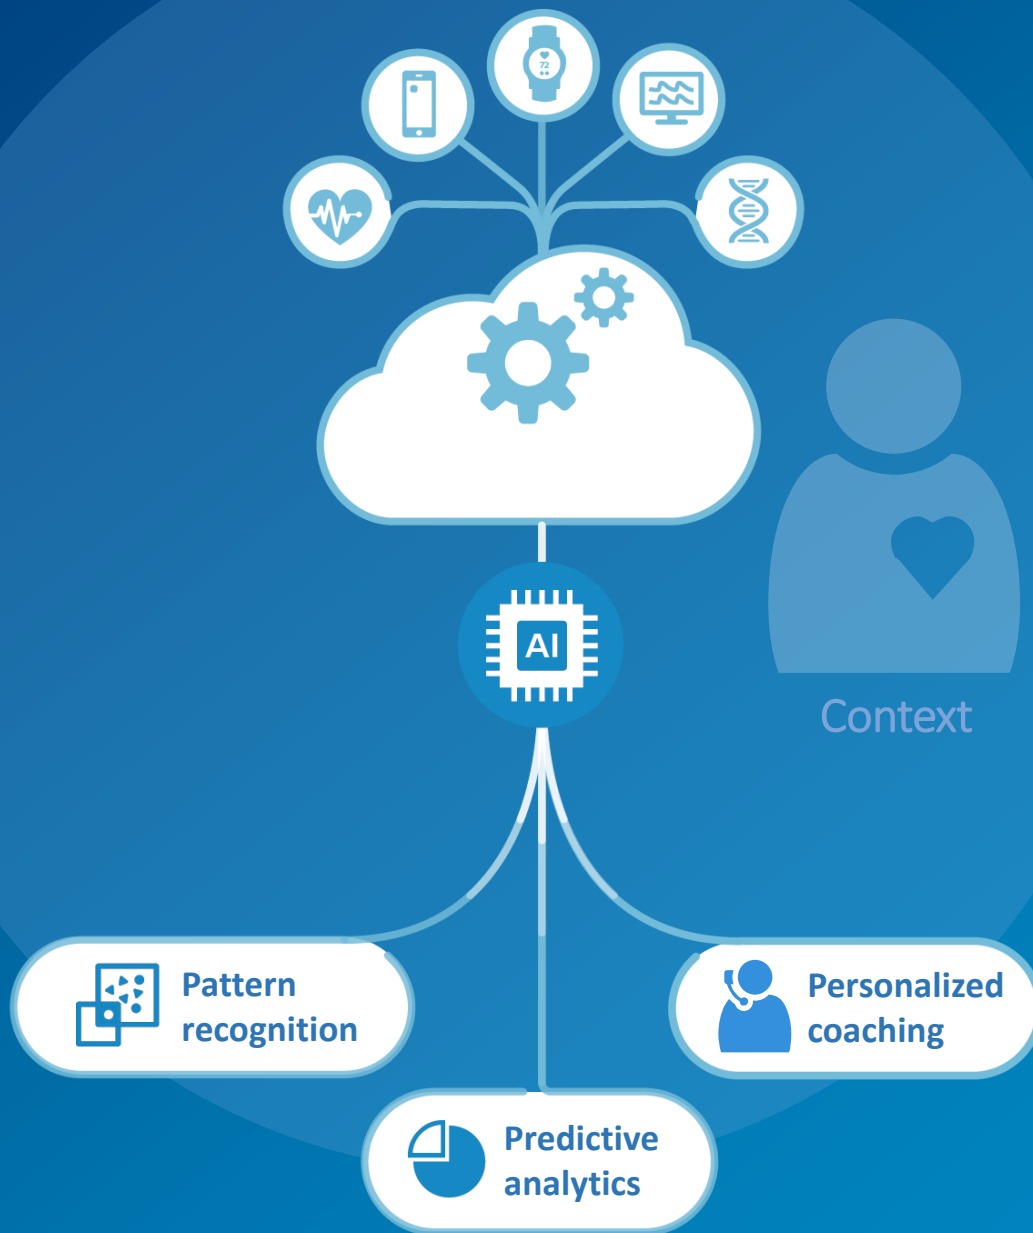 72
AI
Context
Pattern
recognition
Personalized
coaching
Predictive
analytics